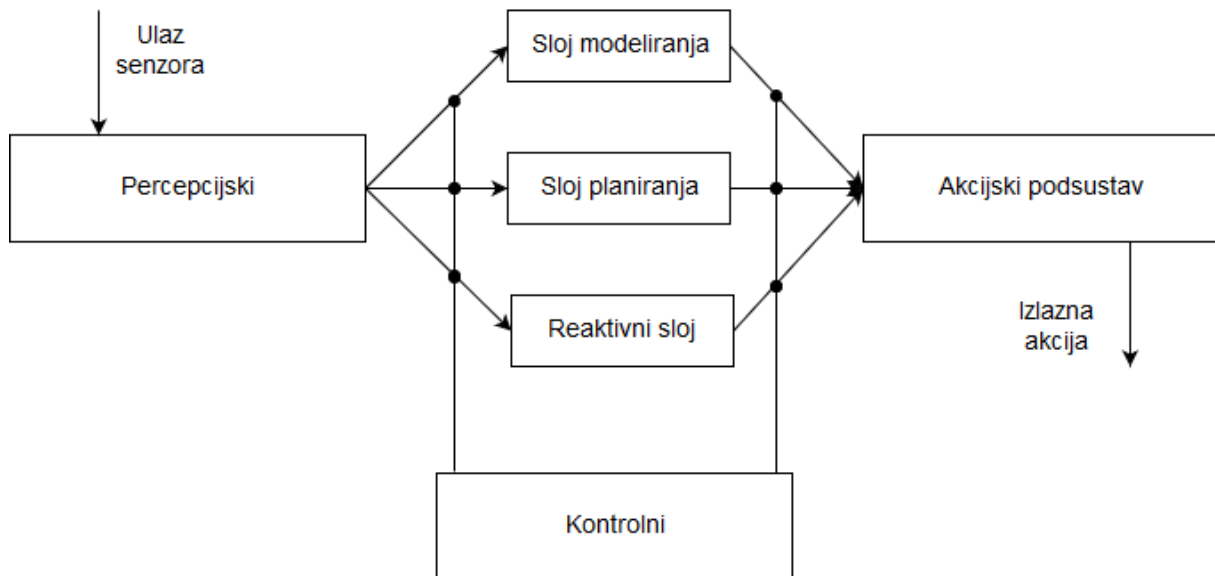 Ulaz
senzora
Percepcijski
Sloj modeliranja
Sloj planiranja
Reaktivni sloj
Akcijski podsustav
Izlazna
akcija
Kontrolni